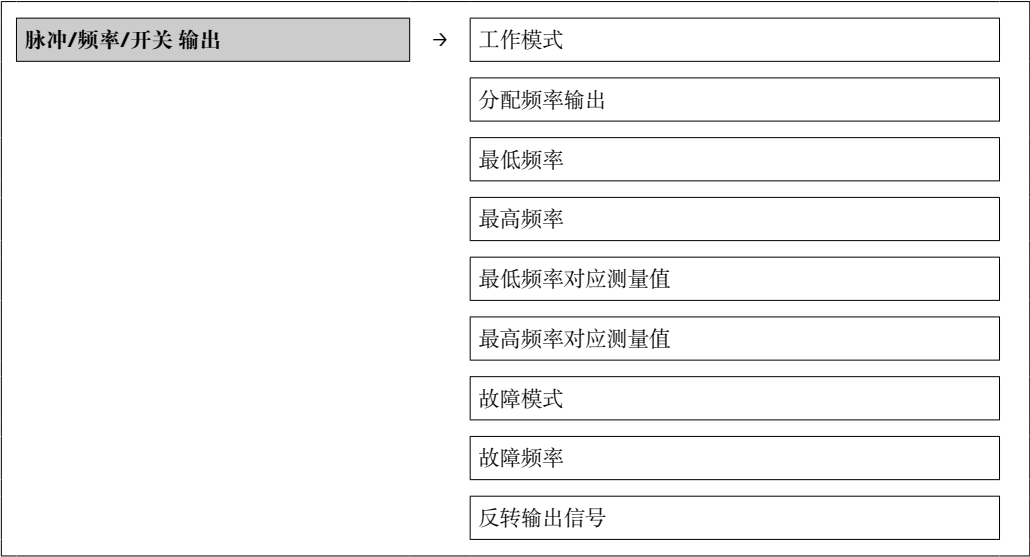 脉冲/频率/开关 输出 → 工作模式
分配频率输出
最低频率
最高频率
最低频率对应测量值
最高频率对应测量值
故障模式
故障频率
反转输出信号